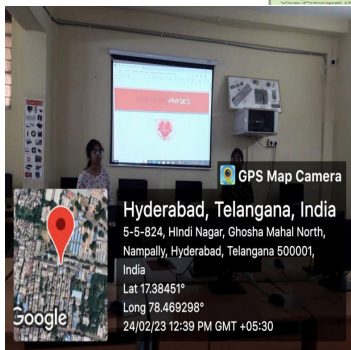 PHYSICS
GPS Map Camera
Hyderabad, Telangana, India
5-5-824, Hindi Nagar, Ghosha Mahal North,
Nampally, Hyderabad, Telangana 500001,
India
Lat 17.38451°
Long 78.469298°
24/02/23 12:39 PM GMT +05:30
Google